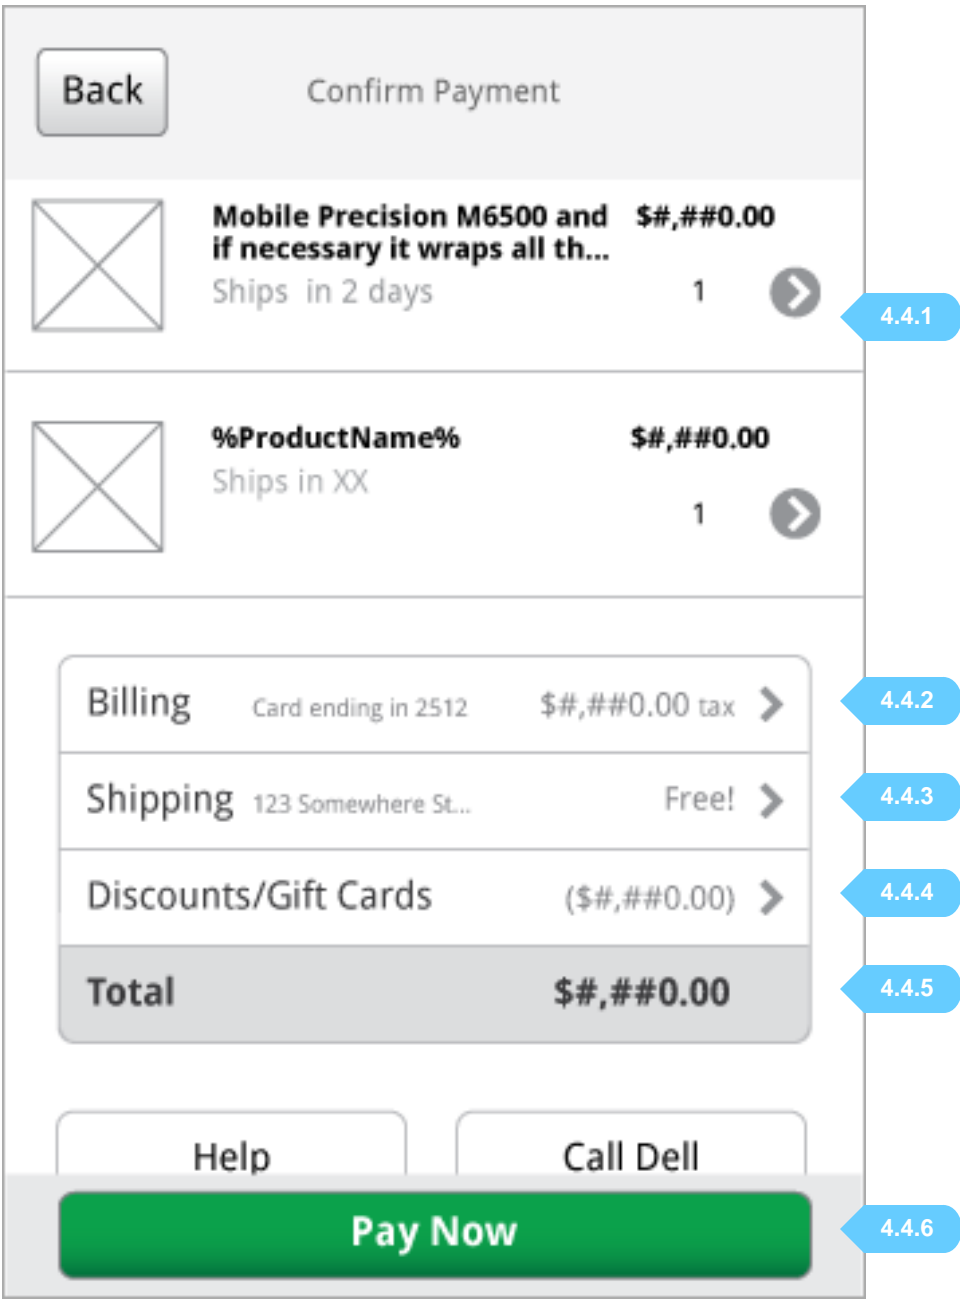 Back
Confirm Payment
Mobile Precision M6500 and $#,##0.00
if necessary it wraps all th...
Ships in 2 days 1
4.4.1
%ProductName% $#,##0.00
Ships in XX
1
Billing Card ending in 2512 $#,##0.00 tax
4.4.2
Shipping 123 Somewhere St... Free!
4.4.3
Discounts/Gift Cards ($#,##0.00)
4.4.4
Total $#,##0.00
4.4.5
Help Call Dell
Pay Now
4.4.6